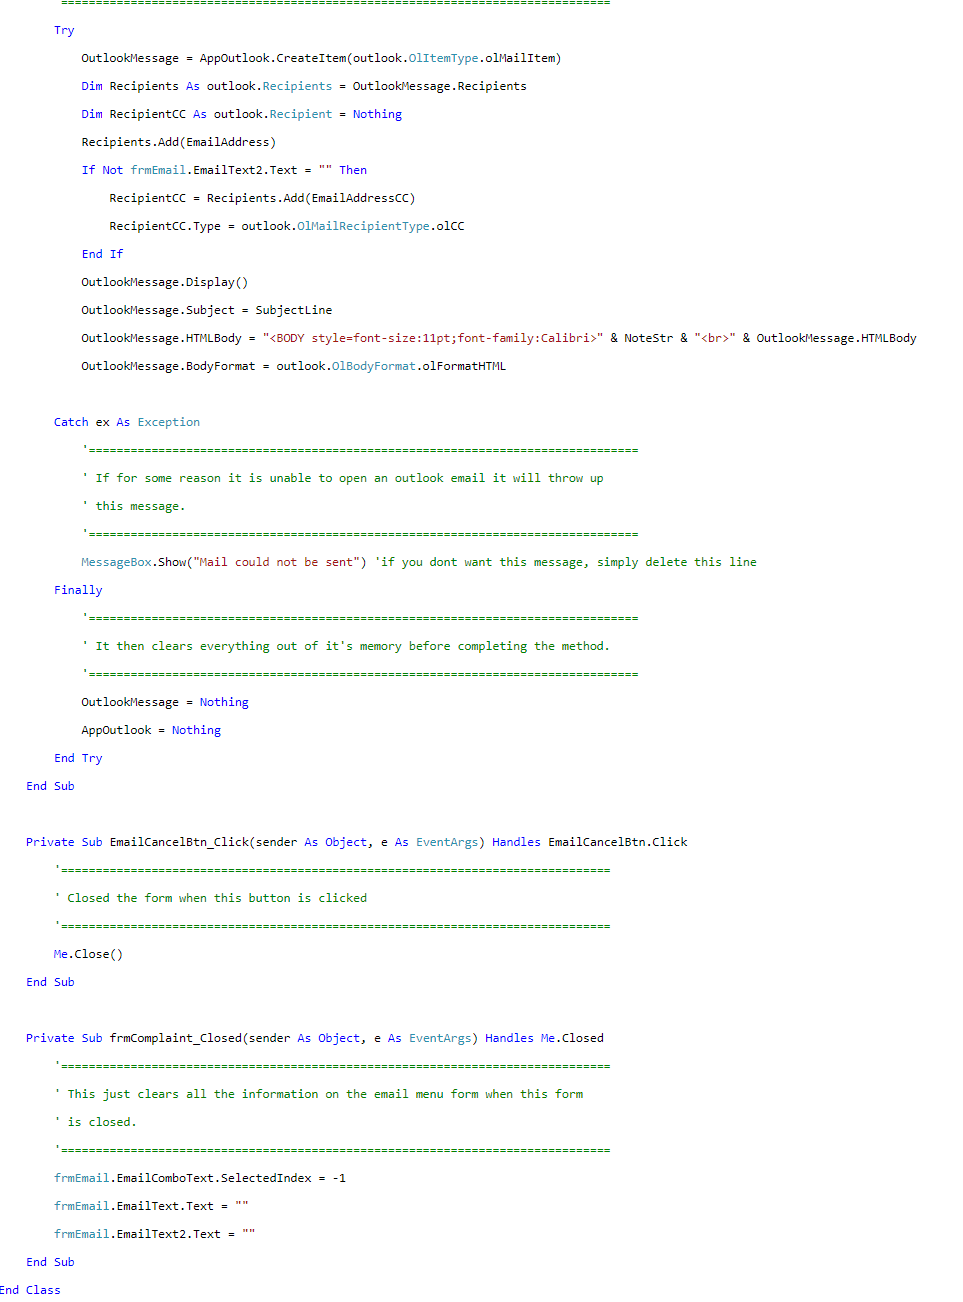 ===============================================================================
Try
OutlookMessage = AppOutlook.CreateItem(outlook.OlItemType.olMailItem)
Dim Recipients As outlook.Recipients = OutlookMessage.Recipients
Dim RecipientCC As outlook.Recipient = Nothing
Recipients.Add(EmailAddress)
If Not frmEmail.EmailText2.Text = "" Then
RecipientCC = Recipients.Add(EmailAddressCC)
RecipientCC.Type = outlook.OlMailRecipientType.olCC
End If
OutlookMessage.Display()
OutlookMessage.Subject = SubjectLine
OutlookMessage.HTMLBody = "<BODY style=font-size:11pt;font-family:Calibri>" & NoteStr & "<br>" & OutlookMessage.HTMLBody
OutlookMessage.BodyFormat = outlook.OlBodyFormat.olFormatHTML
Catch ex As Exception
'===============================================================================
' If for some reason it is unable to open an outlook email it will throw up
' this message.
'===============================================================================
MessageBox.Show("Mail could not be sent") 'if you dont want this message, simply delete this line
Finally
'===============================================================================
' It then clears everything out of it's memory before completing the method.
'===============================================================================
OutlookMessage = Nothing
AppOutlook = Nothing
End Try
End Sub
Private Sub EmailCancelBtn_Click(sender As Object, e As EventArgs) Handles EmailCancelBtn.Click
'===============================================================================
' Closed the form when this button is clicked
'===============================================================================
Me.Close()
End Sub
Private Sub frmComplaint_Closed(sender As Object, e As EventArgs) Handles Me.Closed
'===============================================================================
' This just clears all the information on the email menu form when this form
' is closed.
'===============================================================================
frmEmail.EmailComboText.SelectedIndex = -1
frmEmail.EmailText.Text = ""
frmEmail.EmailText2.Text = ""
End Sub
End Class